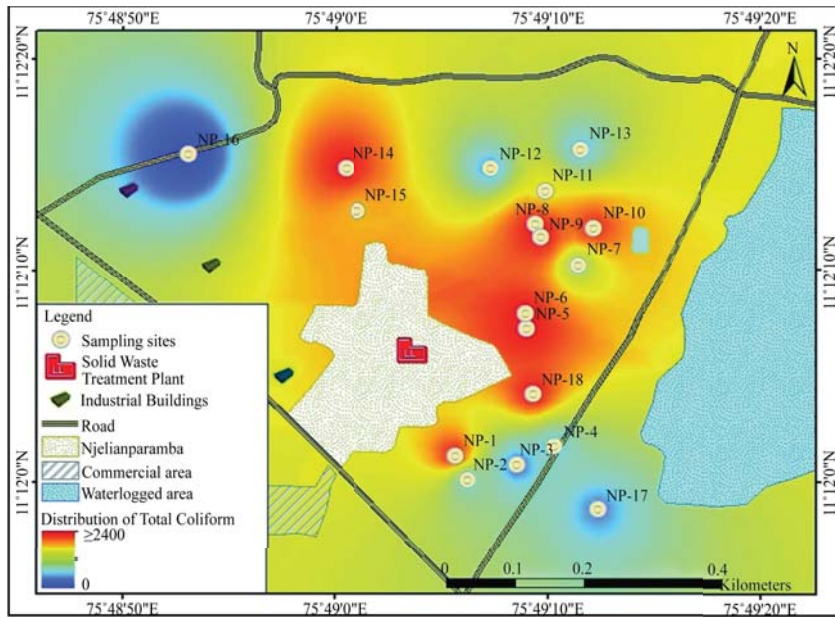 75°48'50"E 75°49'0"E 75°49'10"E 75°49'20"E
11°12'20"N
11°12'20"N
N
NP-16
NP-14
NP-12
NP-13
NP-15
NP-11
NP-8
NP-9
NP-10
NP-7
11°12'10"N
11°12'10"N
NP-6
NP-5
NP-18
NP-1
NP-2
NP-3
NP-4
NP-17
11°12'0"N
11°12'0"N
Legend
Sampling sites
Solid Waste
Treatment Plant
Industrial Buildings
Road
Njelianparamba
Commercial area
Waterlogged area
Distribution of Total Coliform
≥2400
0
0 0.1 0.2 0.4
Kilometers
75°48'50"E 75°49'0"E 75°49'10"E 75°49'20"E